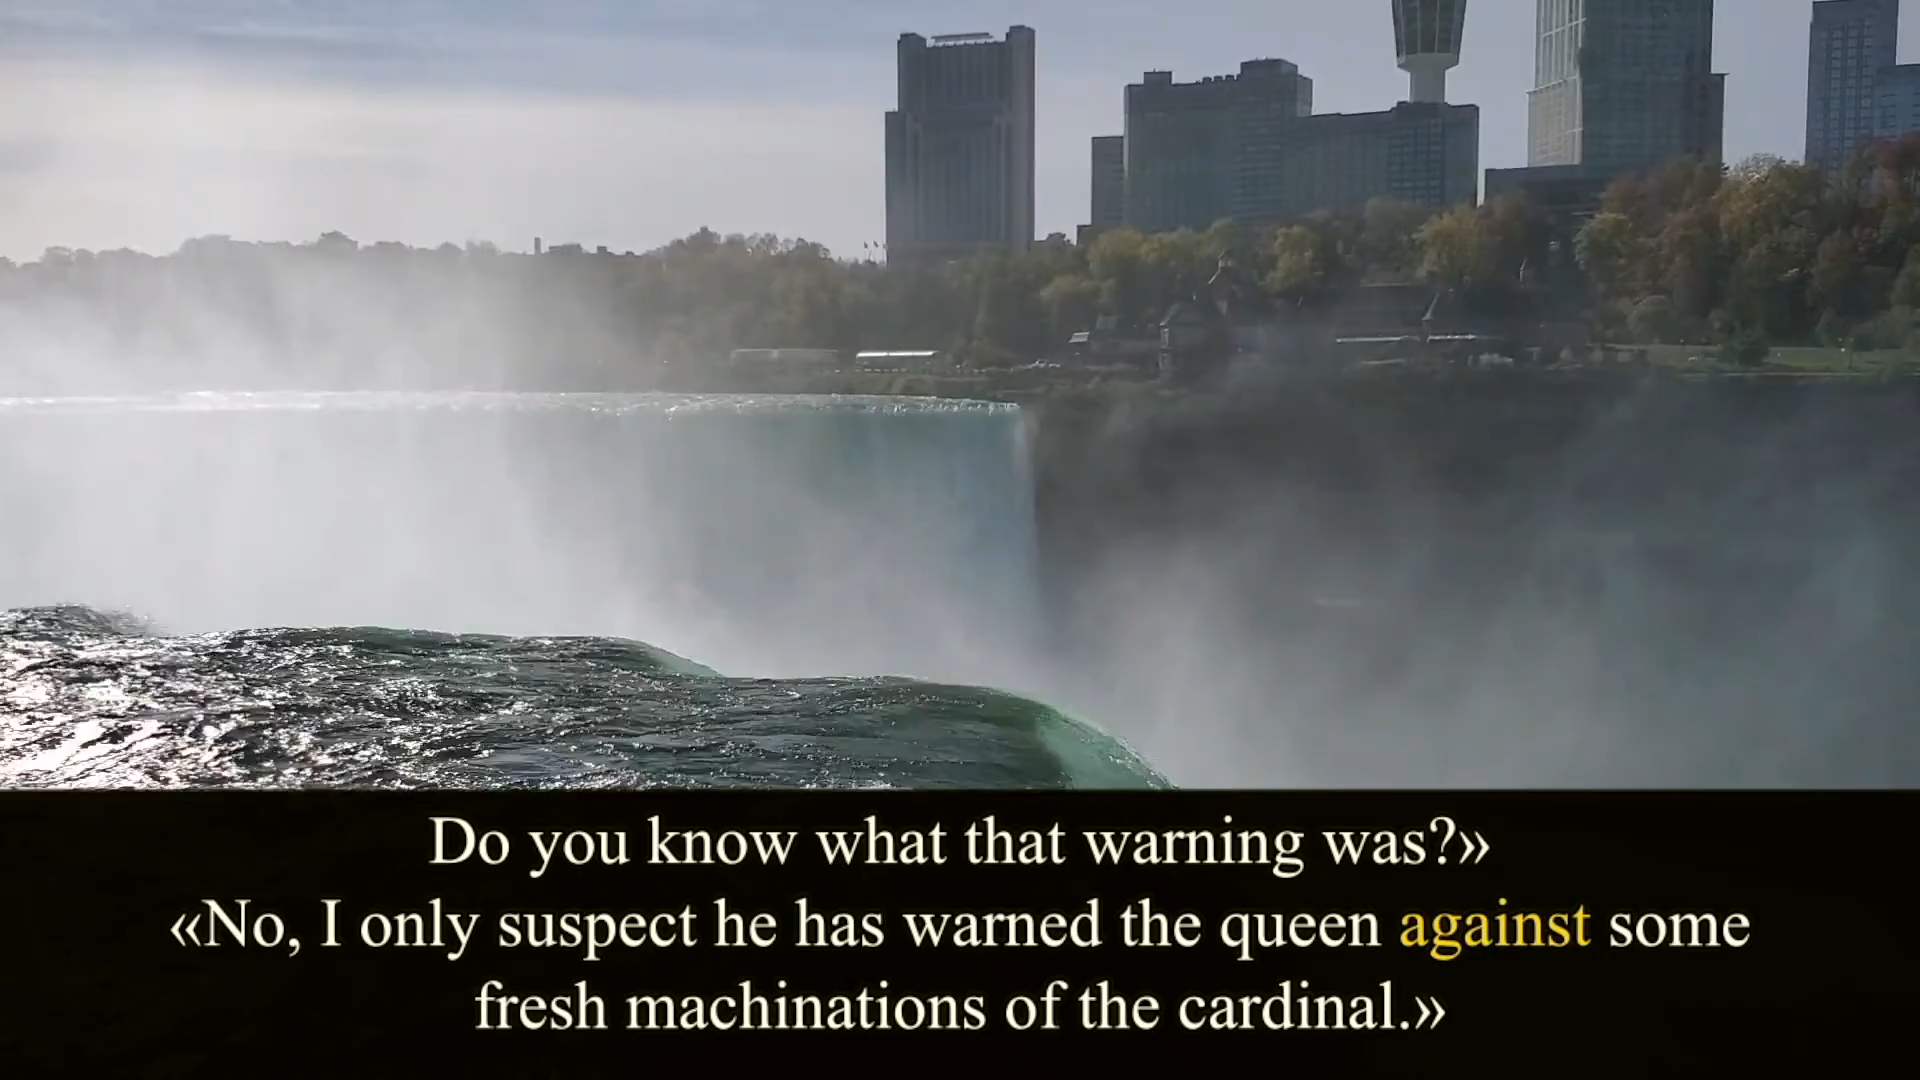 Do you know what that warning was?»
«No, I only suspect he has warned the queen against some
fresh machinations of the cardinal.»